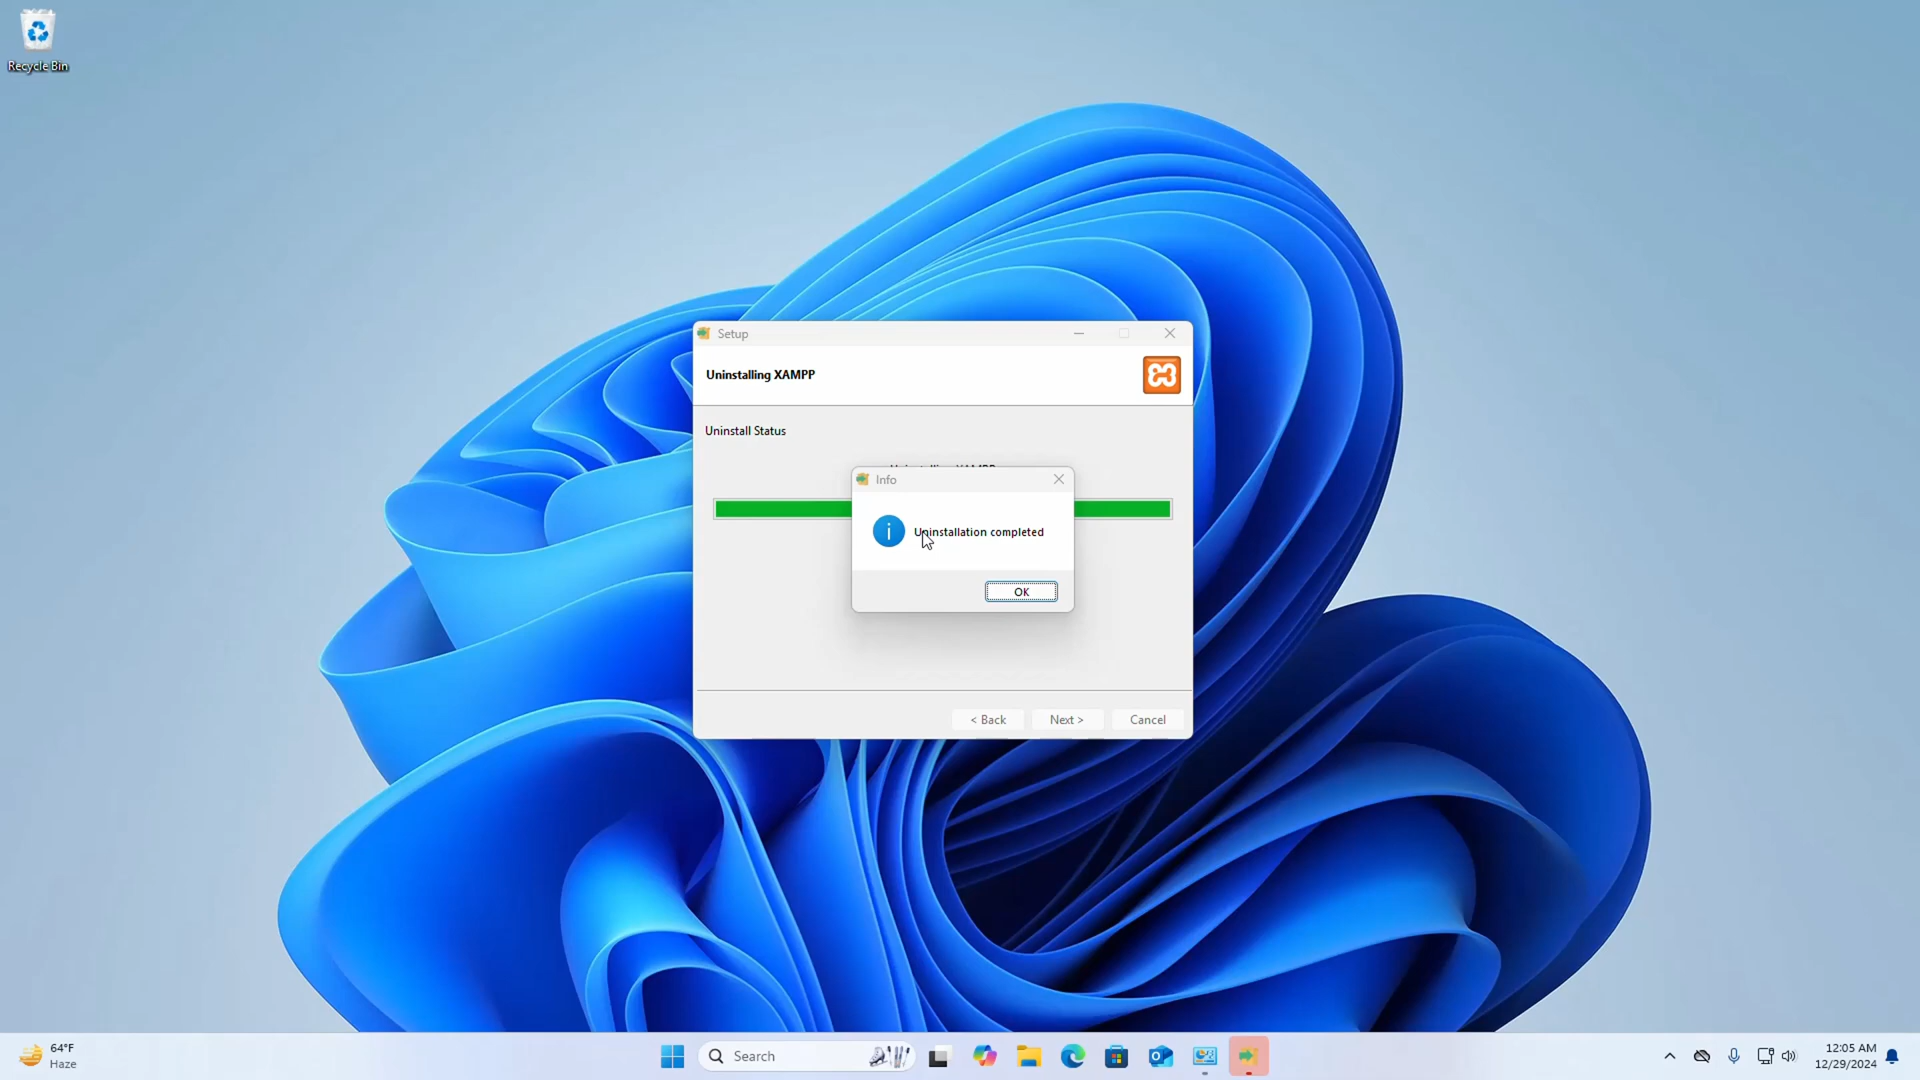 Recycle Bin
Setup
Uninstalling XAMPP
Uninstall Status
Info
Uninstallation completed
OK
< Back
Next >
Cancel
64°F
Haze
Search
12:05 AM
12/29/2024